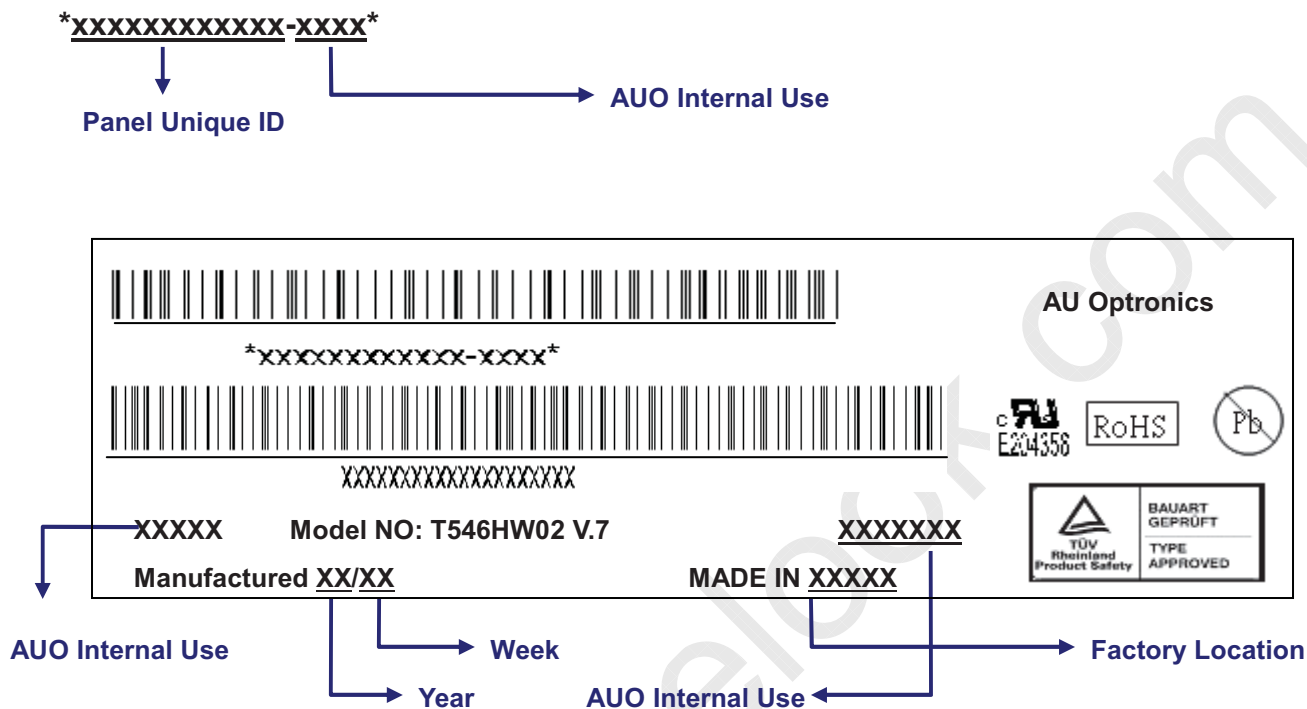 *xxxxxxxxxxxx-xxxx*
AUO Internal Use
Panel Unique ID
AU Optronics
*xxxxxxxxxxxx-xxxx*
c
E204356
RoHS
Pb
XXXXXXXXXXXXXXXXXXXX
XXXXX Model NO: T546HW02 V.7 XXXXXXX
TÜV
Rheinland
Product Safety
BAUART
GEPRÜFT
TYPE
APPROVED
Manufactured XX/XX MADE IN XXXXX
AUO Internal Use
Week
Factory Location
Year
AUO Internal Use